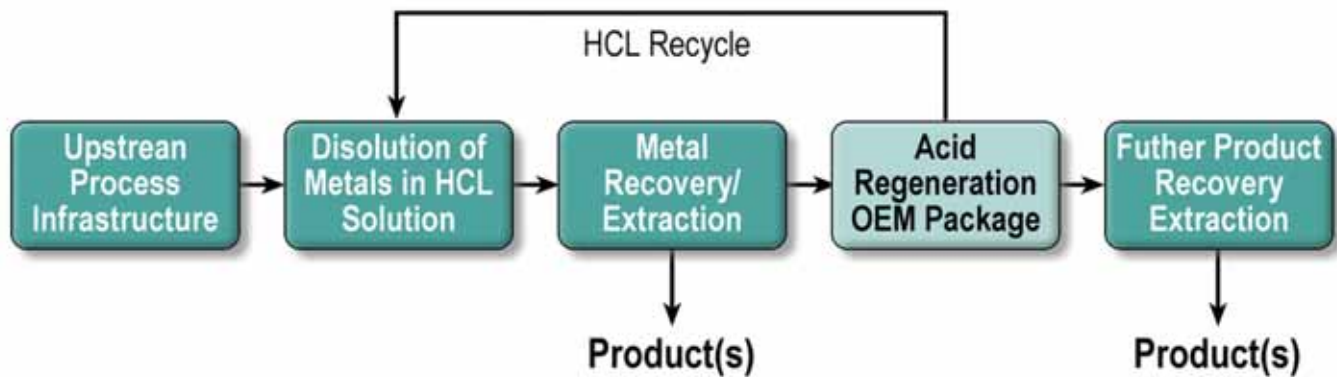 HCL Recycle
Upstrean
Process
Infrastructure
Disolution of
Metals in HCL
Solution
Metal
Recovery/
Extraction
Acid
Regeneration
OEM Package
Futher Product
Recovery
Extraction
Product(s)
Product(s)